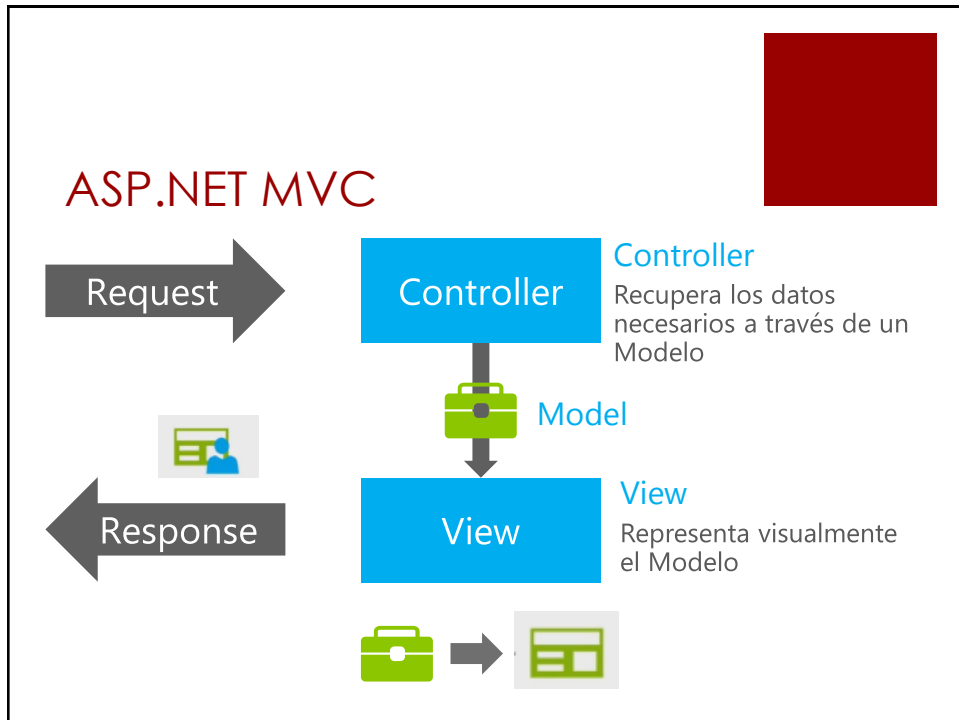 ASP.NET MVC
Request
Controller
Controller
Recupera los datos
necesarios a través de un
Modelo
Model
Response
View
View
Representa visualmente
el Modelo